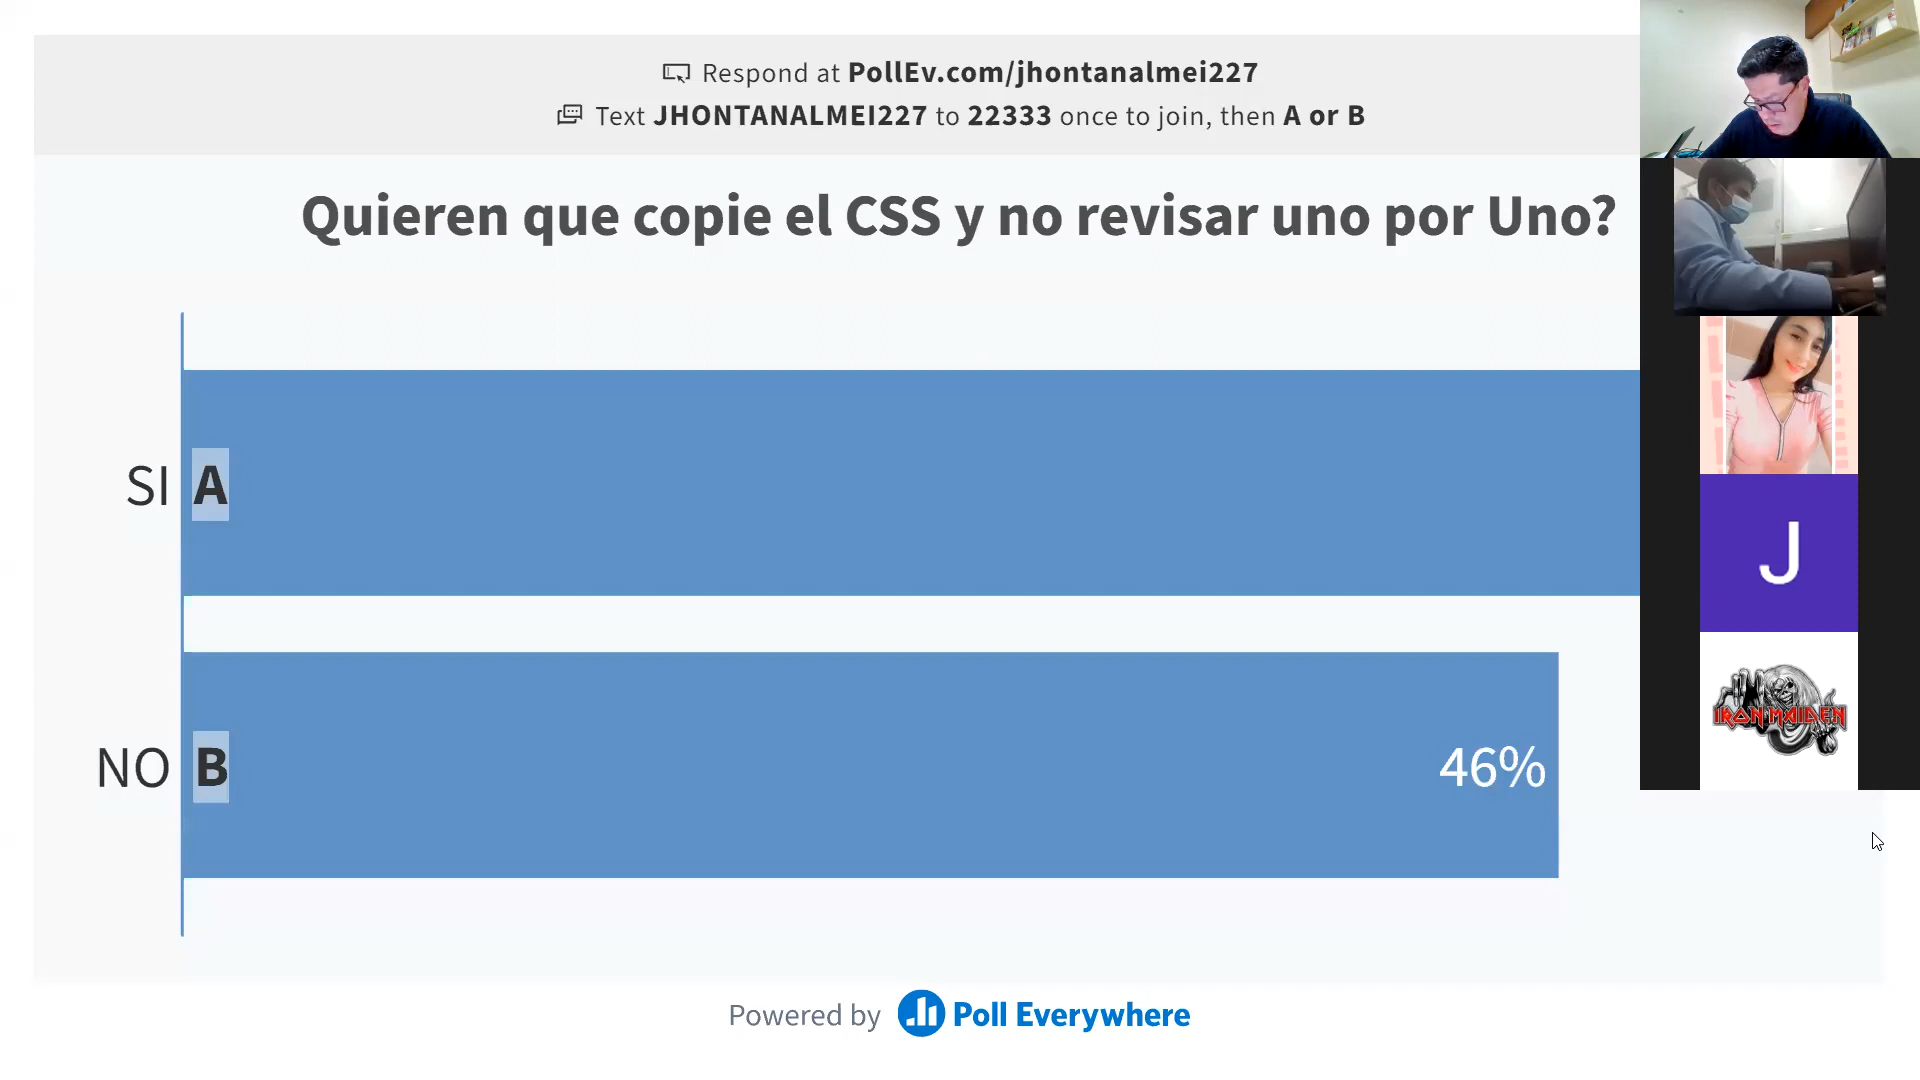 Respond at PollEv.com/jhontanalmei227
Text JHONTANALMEI227 to 22333 once to join, then A or B
Quieren que copie el CSS y no revisar uno por Uno?
SI A
NO B 46%
J
IRON MAIDEN
Powered by Poll Everywhere